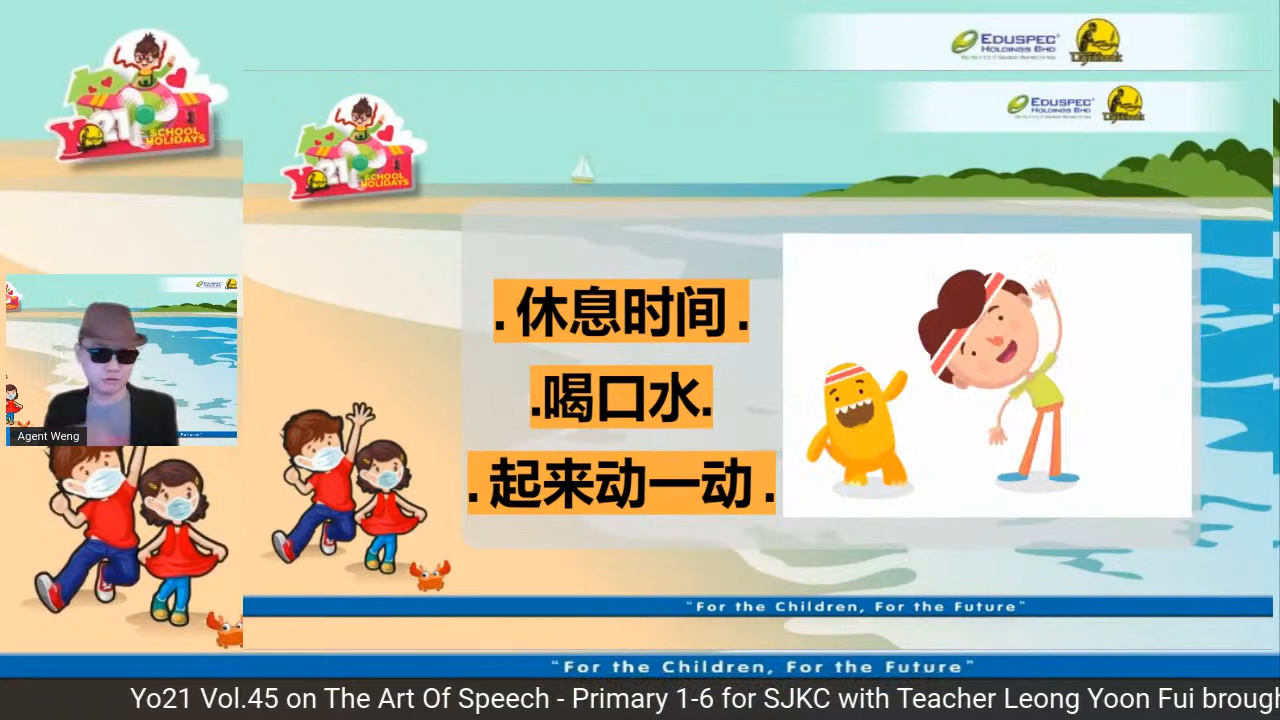 EDUSPEC
HOLDINGS BHD
Yo21
SCHOOL
HOLIDAYS
EDUSPEC
HOLDINGS BHD
Yo21
SCHOOL
HOLIDAYS
. 休息时间 .
.喝口水.
. 起来动一动 .
Agent Weng
"For the Children, For the Future"
"For the Children, For the Future"
Yo21 Vol.45 on The Art Of Speech - Primary 1-6 for SJKC with Teacher Leong Yoon Fui broug